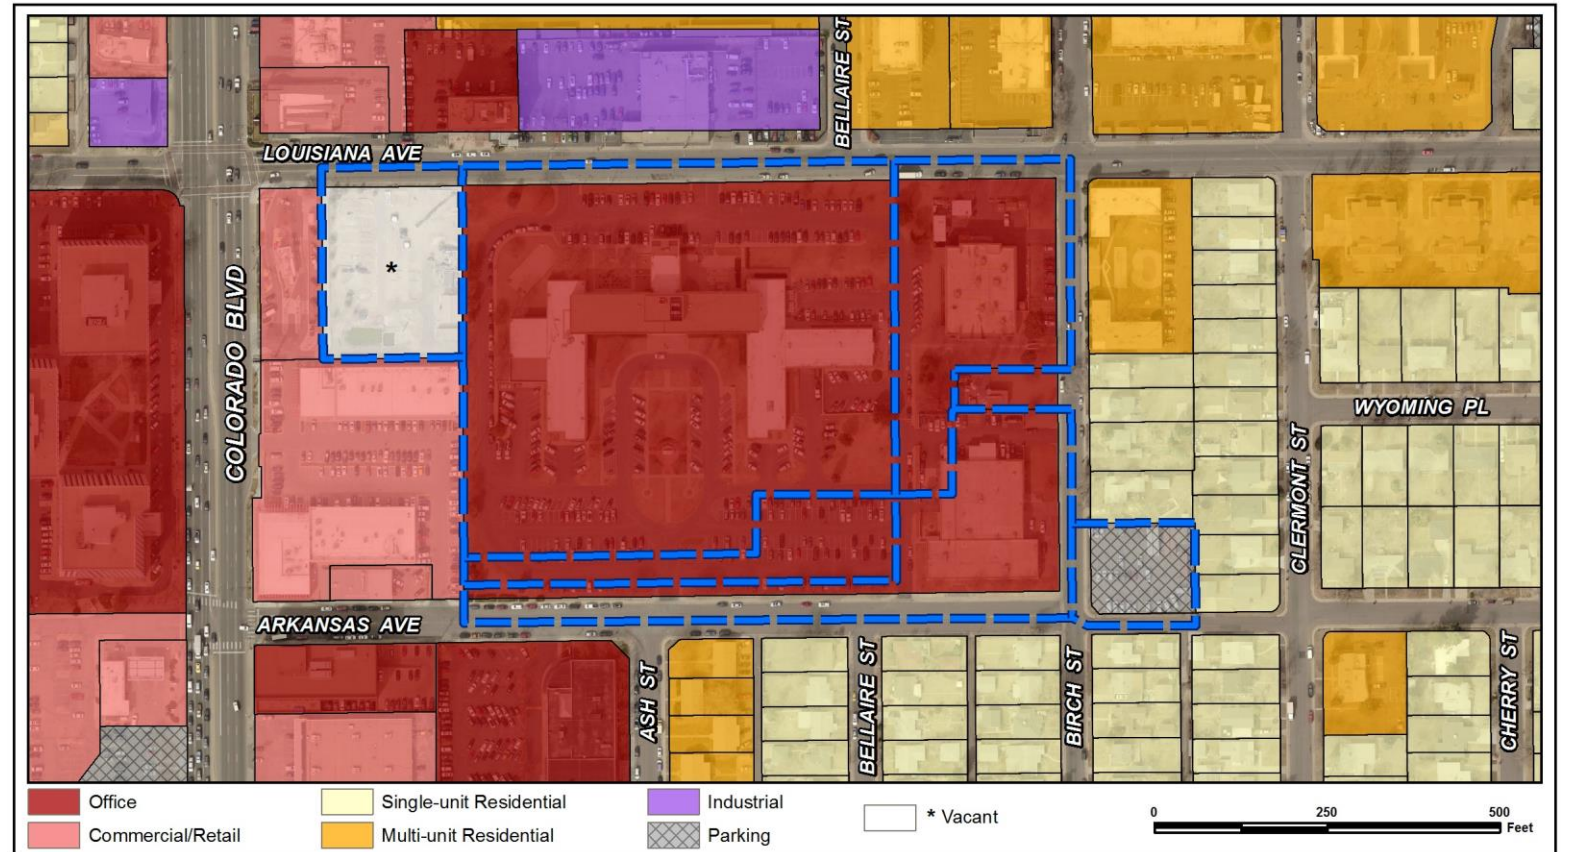 BELLAIRE ST
LOUISIANA AVE
*
COLORADO BLVD
WYOMING PL
CLERMONT ST
ARKANSAS AVE
ASH ST
BELLAIRE ST
BIRCH ST
CHERRY ST
Office
Single-unit Residential
Industrial
* Vacant
Commercial/Retail
Multi-unit Residential
Parking
0 250 500
Feet